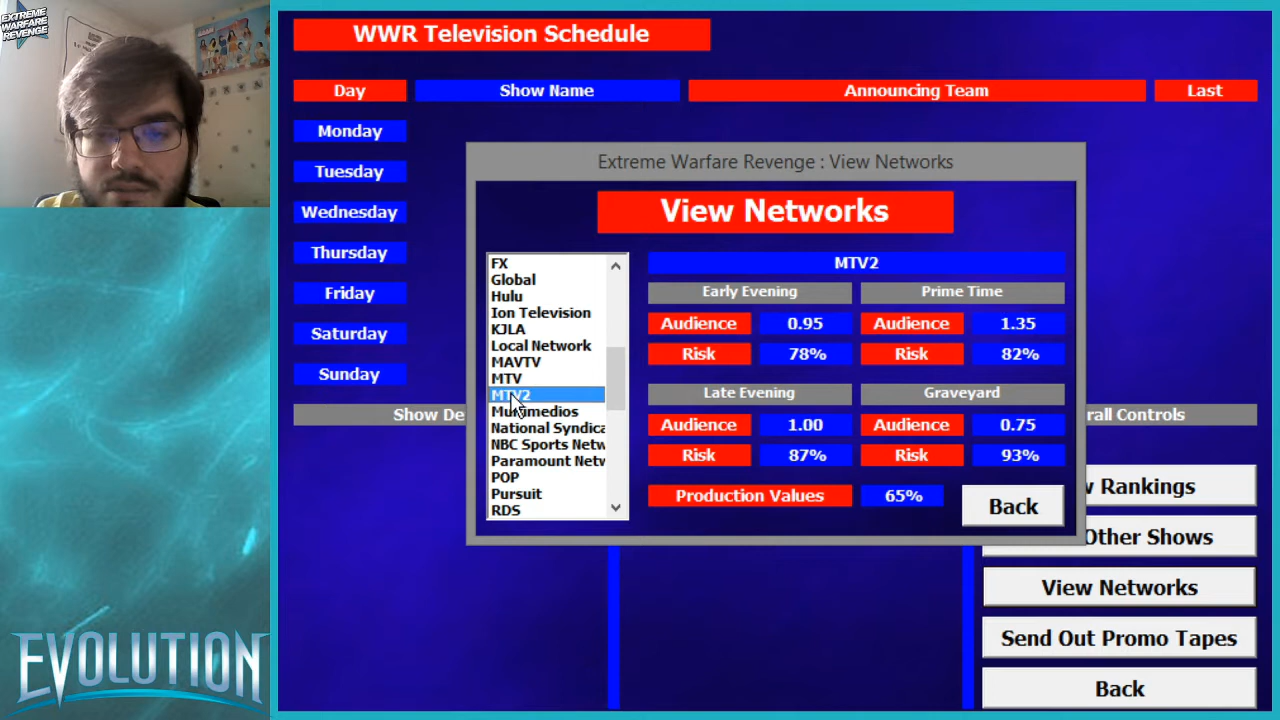 EXTREME
WARFARE
REVENGE
WWR Television Schedule
Day
Show Name
Announcing Team
Last
Monday
Tuesday
Wednesday
Thursday
Friday
Saturday
Sunday
Show De
rall Controls
w Rankings
Other Shows
View Networks
Send Out Promo Tapes
Back
Extreme Warfare Revenge : View Networks
View Networks
FX
Global
Hulu
Ion Television
KJLA
Local Network
MAVTV
MTV
MTV2
Multimedios
National Syndica
NBC Sports Netw
Paramount Netw
POP
Pursuit
RDS
MTV2
Early Evening
Audience 0.95
Risk 78%
Prime Time
Audience 1.35
Risk 82%
Late Evening
Audience 1.00
Risk 87%
Graveyard
Audience 0.75
Risk 93%
Production Values 65%
Back
EVOLUTION